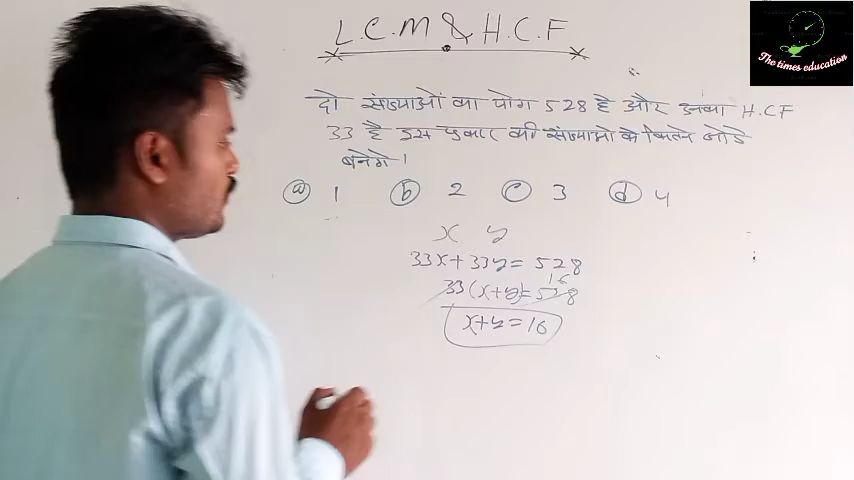 L.C.M & H.C.F
The times education
दो संख्याओं का योग 528 है और उनका H.C.F
33 है इस प्रकार की संख्याओ के कितने जोडे
बनेगे ।
(a) 1 (b) 2 (c) 3 (d) 4
x y
33x + 33y = 528
16
33(x+y) = 528
x+y = 16